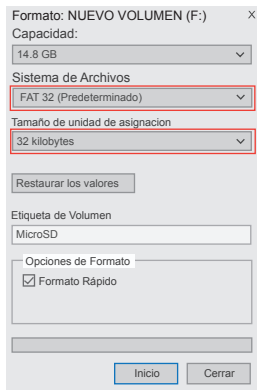 Formato: NUEVO VOLUMEN (F:) X
Capacidad:
14.8 GB
Sistema de Archivos
FAT 32 (Predeterminado)
Tamaño de unidad de asignacion
32 kilobytes
Restaurar los valores
Etiqueta de Volumen
MicroSD
Opciones de Formato
Formato Rápido
Inicio Cerrar